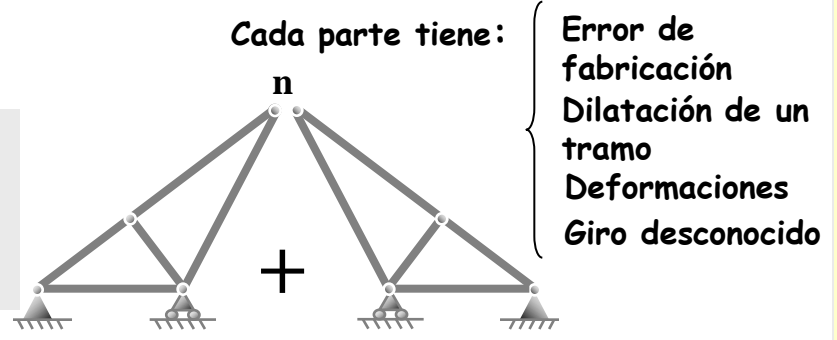 Cada parte tiene:
n
+
Error de
fabricación
Dilatación de un
tramo
Deformaciones
Giro desconocido